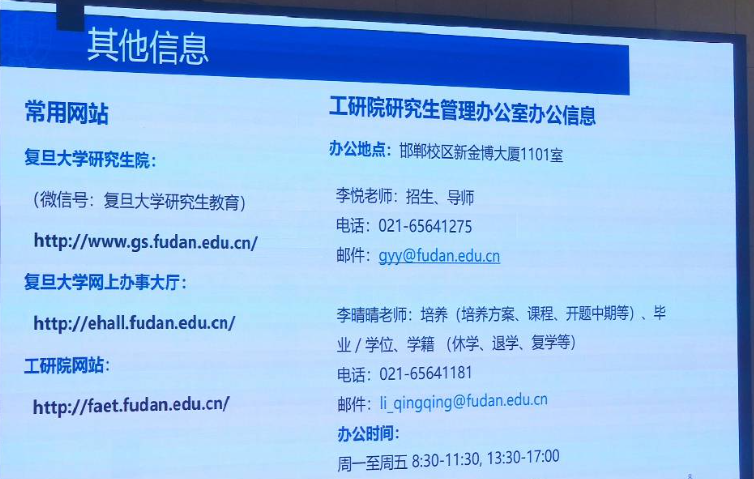 其他信息
常用网站
复旦大学研究生院：
（微信号：复旦大学研究生教育）
http://www.gs.fudan.edu.cn/
复旦大学网上办事大厅：
http://ehall.fudan.edu.cn/
工研院网站：
http://faet.fudan.edu.cn/
工研院研究生管理办公室办公信息
办公地点：邯郸校区新金博大厦1101室
李悦老师：招生、导师
电话：021-65641275
邮件：gyy@fudan.edu.cn
李晴晴老师：培养（培养方案、课程、开题中期等）、毕
业 / 学位、学籍 （休学、退学、复学等）
电话：021-65641181
邮件：li_qingqing@fudan.edu.cn
办公时间：
周一至周五 8:30-11:30, 13:30-17:00
8